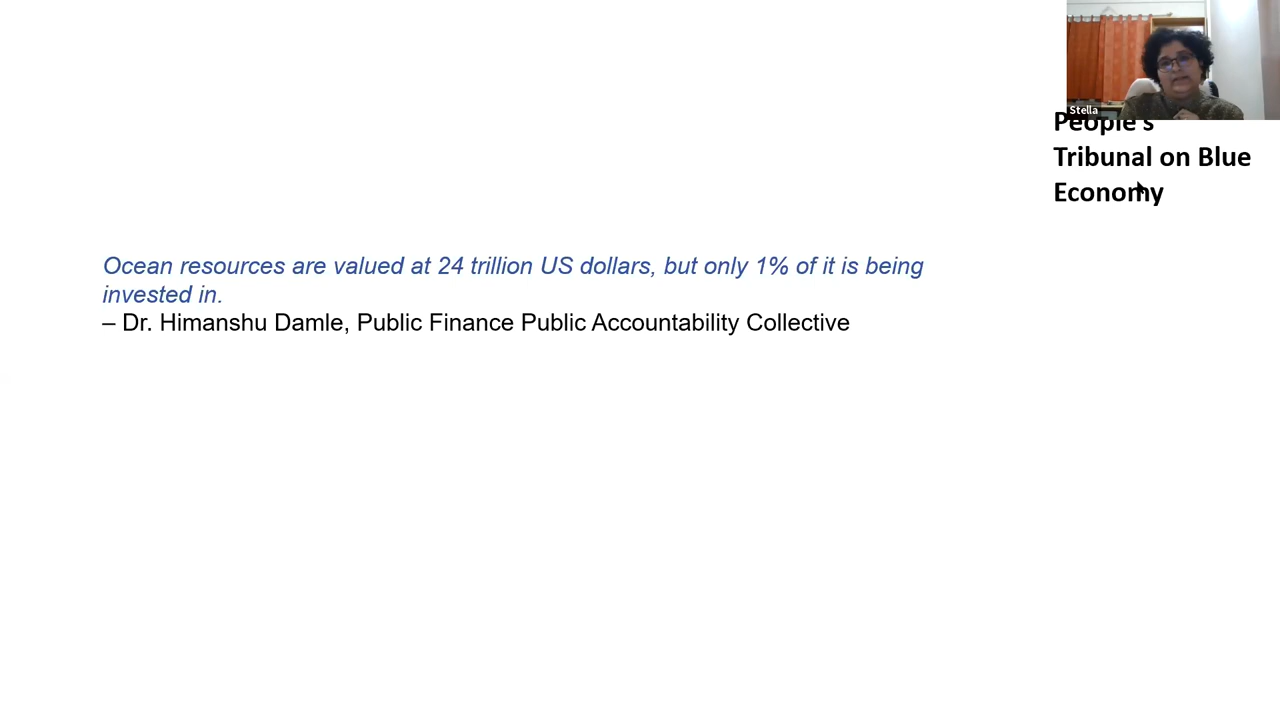 Stella
People's
Tribunal on Blue
Economy
Ocean resources are valued at 24 trillion US dollars, but only 1% of it is being
invested in.
– Dr. Himanshu Damle, Public Finance Public Accountability Collective